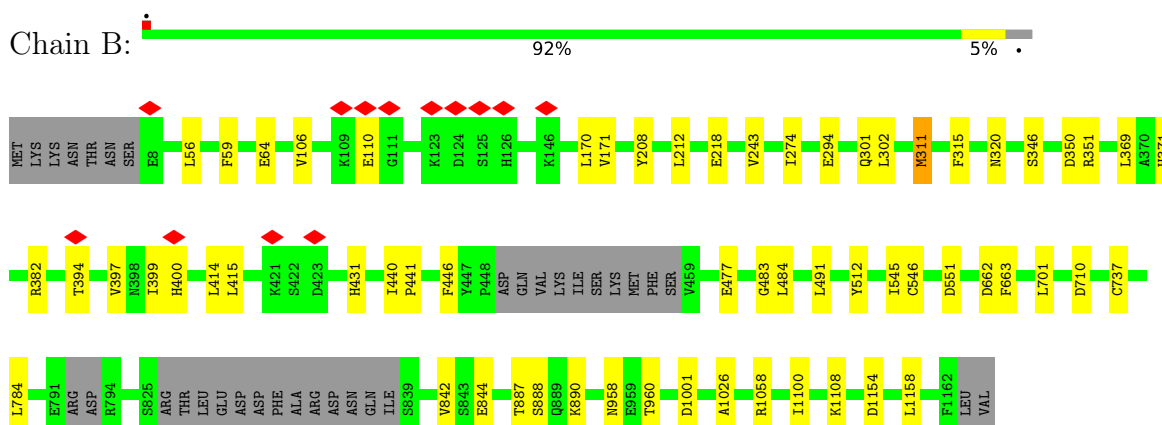 Chain B:
92% 5%
MET LYS LYS ASN THR ASN SER E8 L56 F59 E64 V106 K109 E110 G111 K123 D124 S125 H126 K146 L170 V171 Y208 L212 E218 V243 I274 E294 Q301 L302 M311 F315 N320 S346 D350 R351 L369 A370
R382 T394 V397 N398 I399 H400 L414 L415 K421 S422 D423 H431 I440 P441 F446 Y447 P448 ASP GLN VAL LYS ILE SER LYS MET PHE SER V459 E477 G483 L484 L491 Y512 I545 C546 D551 D662 F663 L701 D710 C737
L784 E791 ARG ASP R794 S825 ARG THR LEU GLU ASP ASP PHE ALA ARG ASP ASN GLN ILE S839 V842 S843 E844 T887 S888 Q889 K890 N958 E959 T960 D1001 A1026 R1058 I1100 K1108 D1154 L1158 F1162 LEU VAL